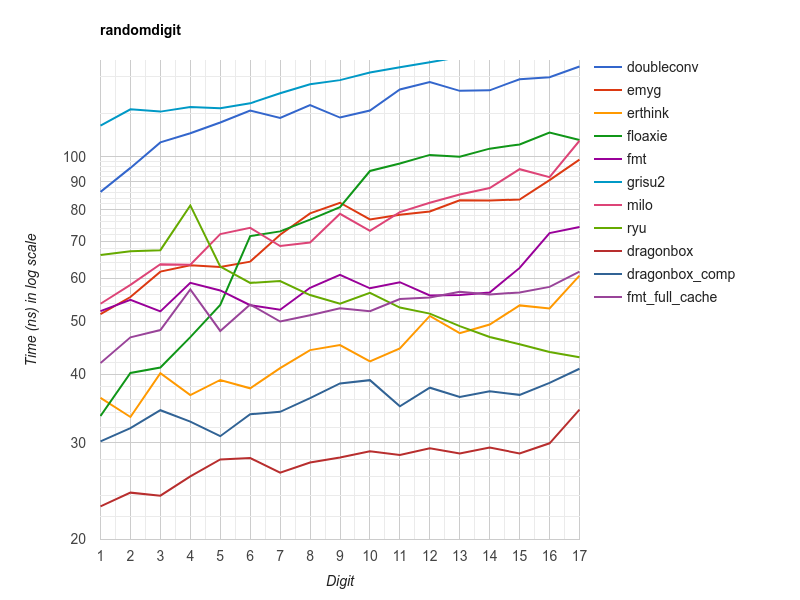 randomdigit
Time (ns) in log scale
100
90
80
70
60
50
40
30
20
1 2 3 4 5 6 7 8 9 10 11 12 13 14 15 16 17
Digit
doubleconv
emyg
erthink
floaxie
fmt
grisu2
milo
ryu
dragonbox
dragonbox_comp
fmt_full_cache